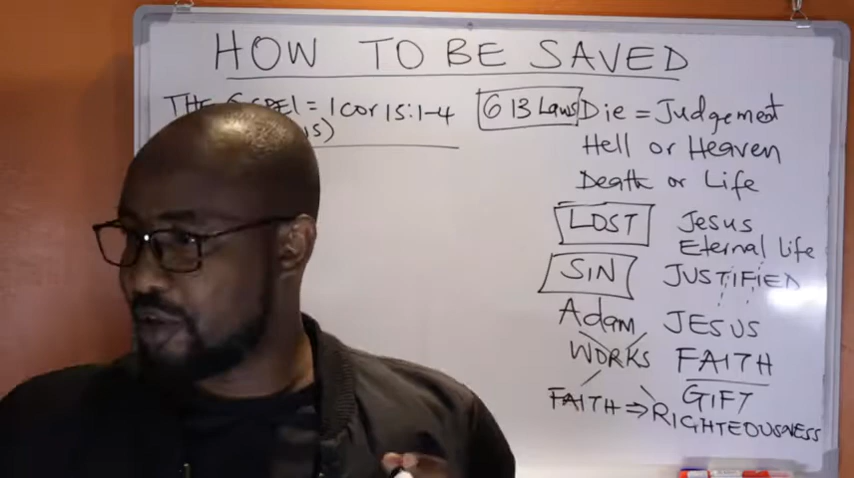 HOW TO BE SAVED
THE GOSPEL = 1 Cor 15:1-4
613 Laws
Die = Judgement
Hell or Heaven
Death or Life
LOST Jesus
Eternal Life
SIN JUSTIFIED
Adam JESUS
WORKS FAITH
GIFT
FAITH ⇒ RIGHTEOUSNESS